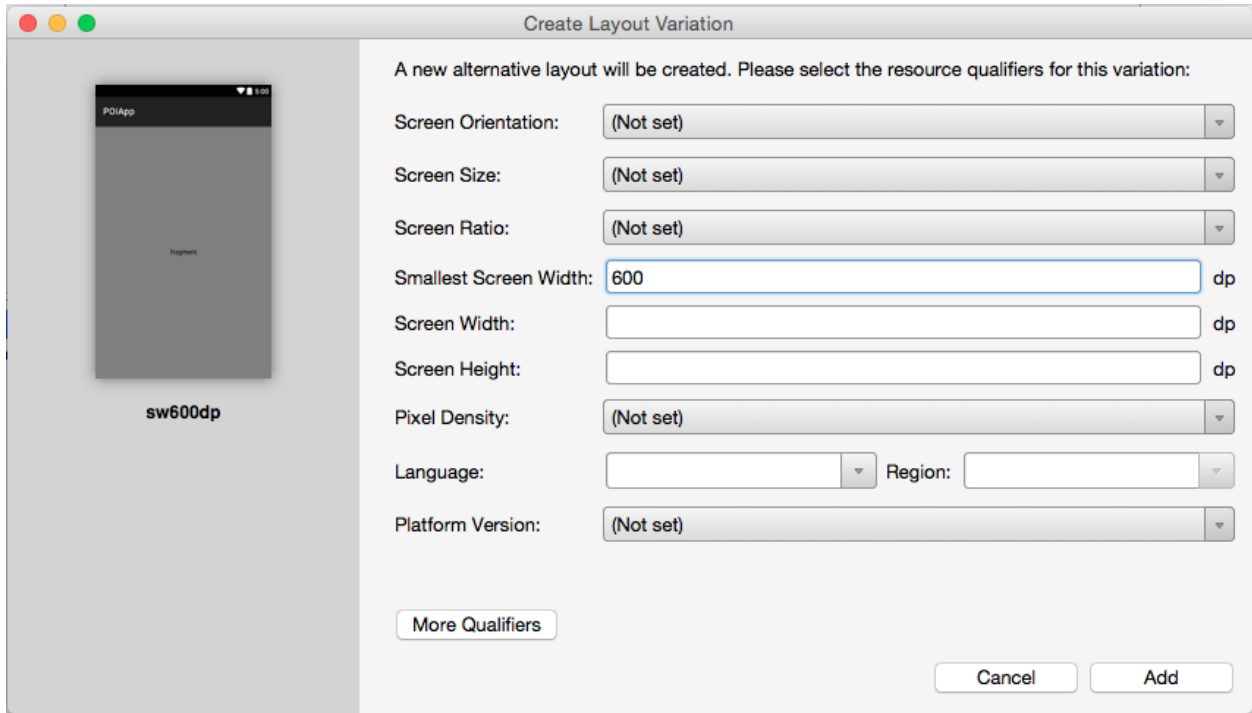 Create Layout Variation
5:00
POIApp
fragment
sw600dp
A new alternative layout will be created. Please select the resource qualifiers for this variation:
Screen Orientation: (Not set)
Screen Size: (Not set)
Screen Ratio: (Not set)
Smallest Screen Width: 600 dp
Screen Width: dp
Screen Height: dp
Pixel Density: (Not set)
Language: Region:
Platform Version: (Not set)
More Qualifiers
Cancel Add